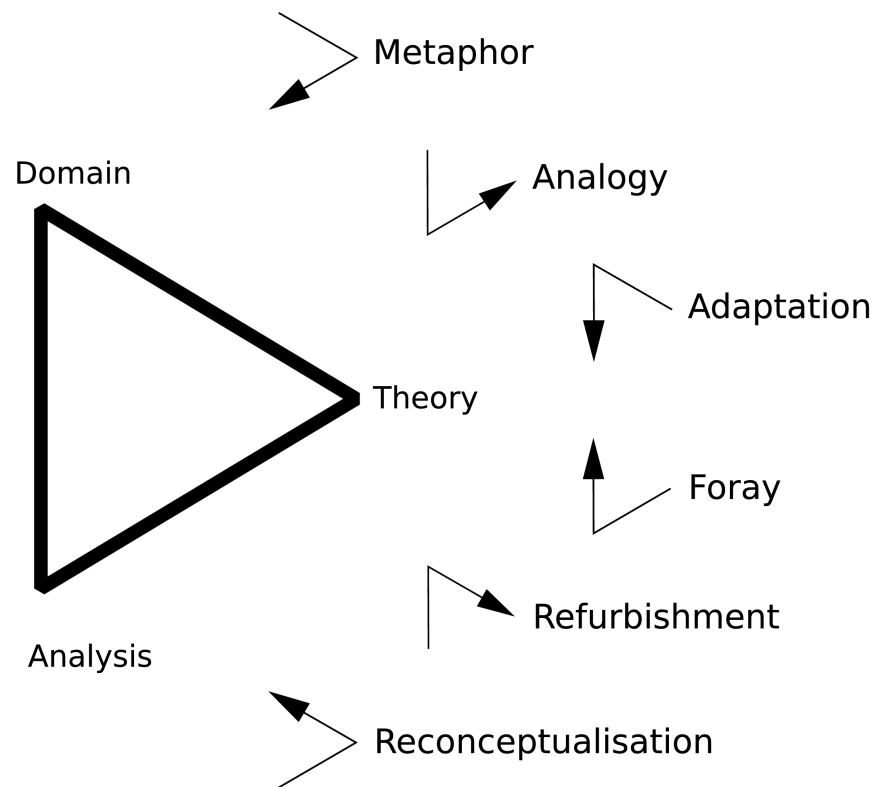 Metaphor
Domain
Analogy
Adaptation
Theory
Foray
Refurbishment
Analysis
Reconceptualisation